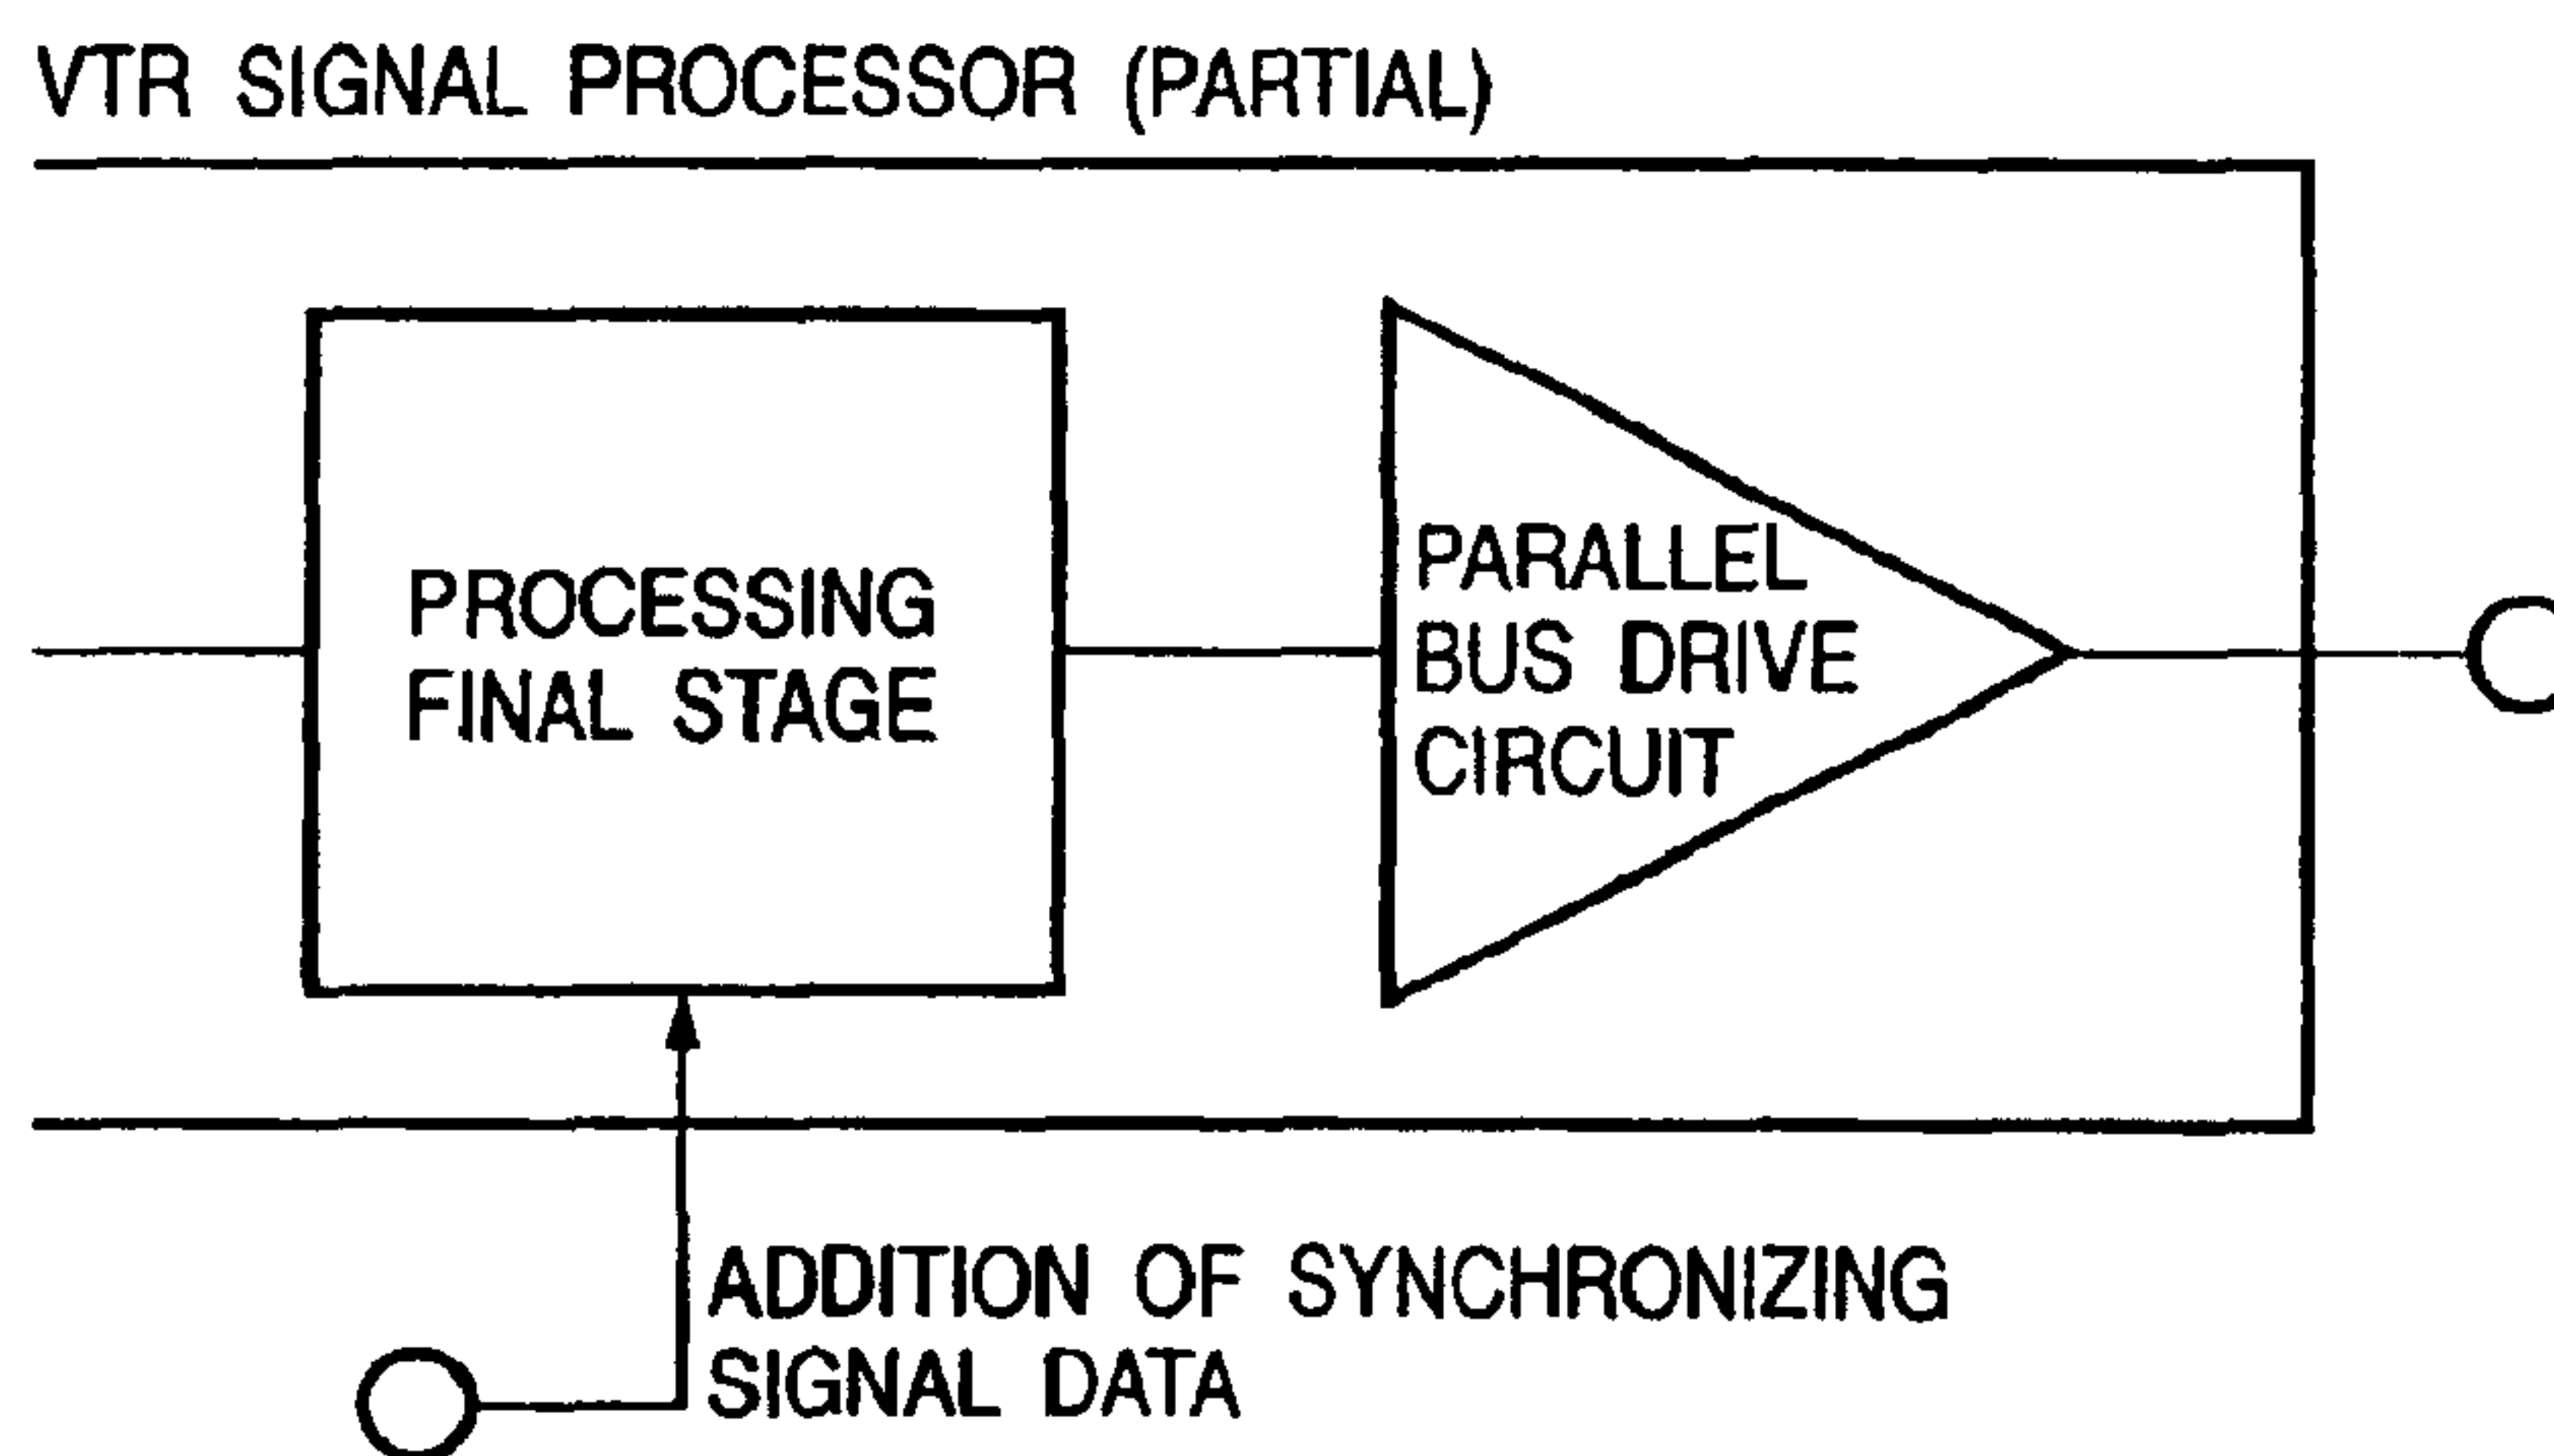 VTR SIGNAL PROCESSOR (PARTIAL)
PROCESSING
FINAL STAGE
PARALLEL
BUS DRIVE
CIRCUIT
ADDITION OF SYNCHRONIZING
SIGNAL DATA